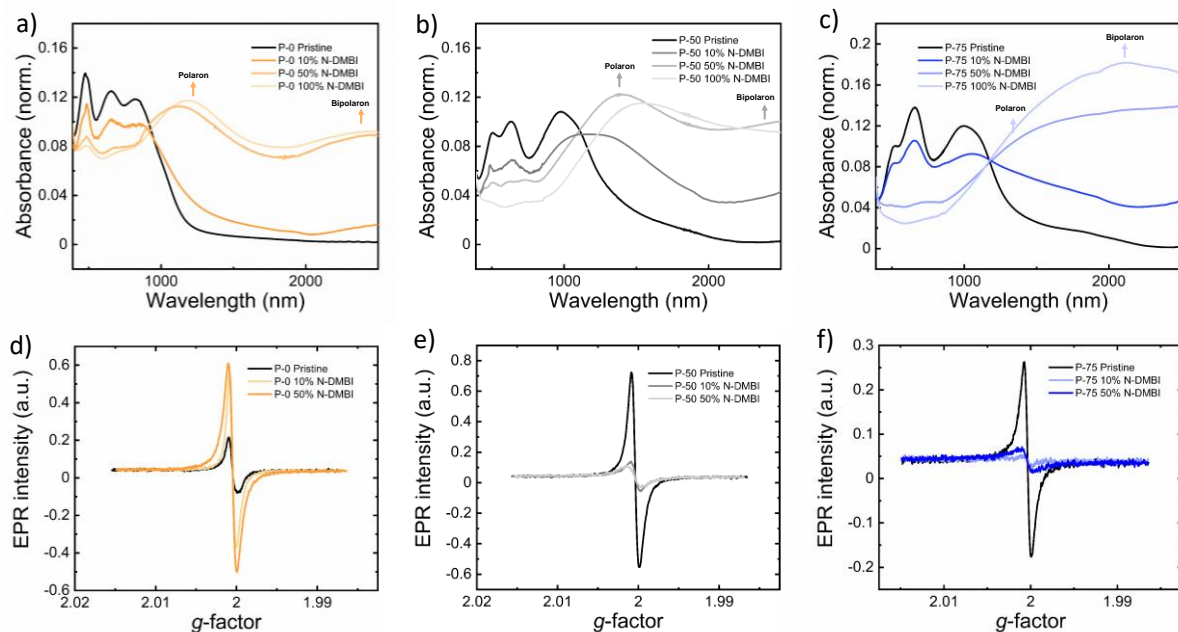 a)
0.16
0.12
0.08
0.04
0
Absorbance (norm.)
P-0 Pristine
P-0 10% N-DMBI
P-0 50% N-DMBI
P-0 100% N-DMBI
Polaron
Bipolaron
1000
2000
Wavelength (nm)
b)
0.16
0.12
0.08
0.04
0
Absorbance (norm.)
P-50 Pristine
P-50 10% N-DMBI
P-50 50% N-DMBI
P-50 100% N-DMBI
Polaron
Bipolaron
1000
2000
Wavelength (nm)
c)
0.2
0.16
0.12
0.08
0.04
0
Absorbance (norm.)
P-75 Pristine
P-75 10% N-DMBI
P-75 50% N-DMBI
P-75 100% N-DMBI
Bipolaron
Polaron
1000
2000
Wavelength (nm)
d)
0.6
0.4
0.2
0
-0.2
-0.4
-0.6
EPR intensity (a.u.)
P-0 Pristine
P-0 10% N-DMBI
P-0 50% N-DMBI
2.02
2.01
2
1.99
g-factor
e)
0.8
0.6
0.4
0.2
0
-0.2
-0.4
-0.6
EPR intensity (a.u.)
P-50 Pristine
P-50 10% N-DMBI
P-50 50% N-DMBI
2.02
2.01
2
1.99
g-factor
f)
0.3
0.2
0.1
0
-0.1
-0.2
EPR intensity (a.u.)
P-75 Pristine
P-75 10% N-DMBI
P-75 50% N-DMBI
2.01
2
1.99
g-factor